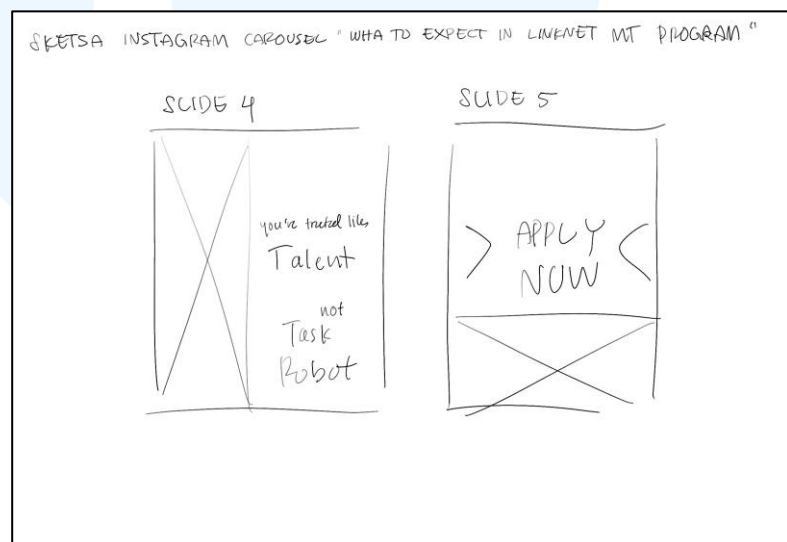 SKETSA INSTAGRAM CAROUSEL "WHA TO EXPECT IN LINKNET MT PROGRAM"
SLIDE 4
you're treated like
Talent
not
Task
Robot
SLIDE 5
APPLY
NOW